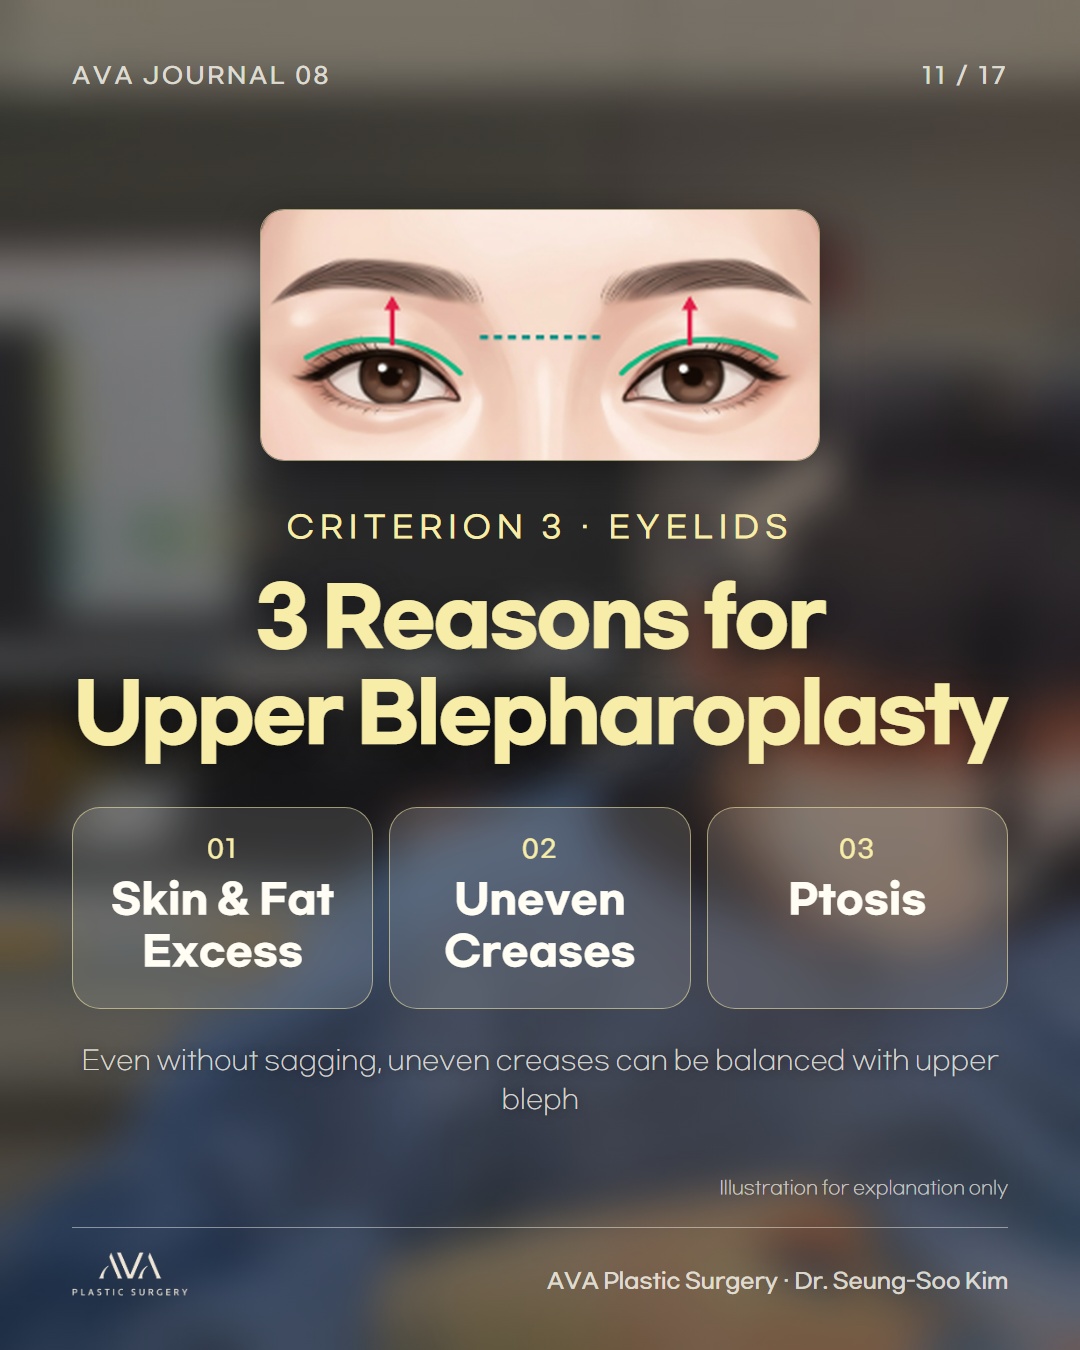 AVA JOURNAL 08
11 / 17
CRITERION 3 · EYELIDS
3 Reasons for
Upper Blepharoplasty
01
Skin & Fat
Excess
02
Uneven
Creases
03
Ptosis
Even without sagging, uneven creases can be balanced with upper
bleph
Illustration for explanation only
AVA
PLASTIC SURGERY
AVA Plastic Surgery · Dr. Seung-Soo Kim